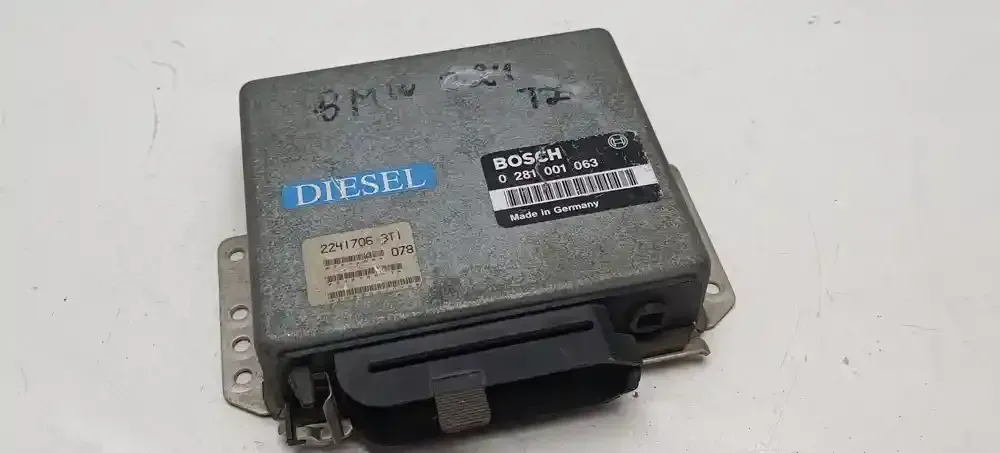 BMW
TZ
DIESEL
BOSCH
0 281 001 063
Made in Germany
2241706 3T1
078